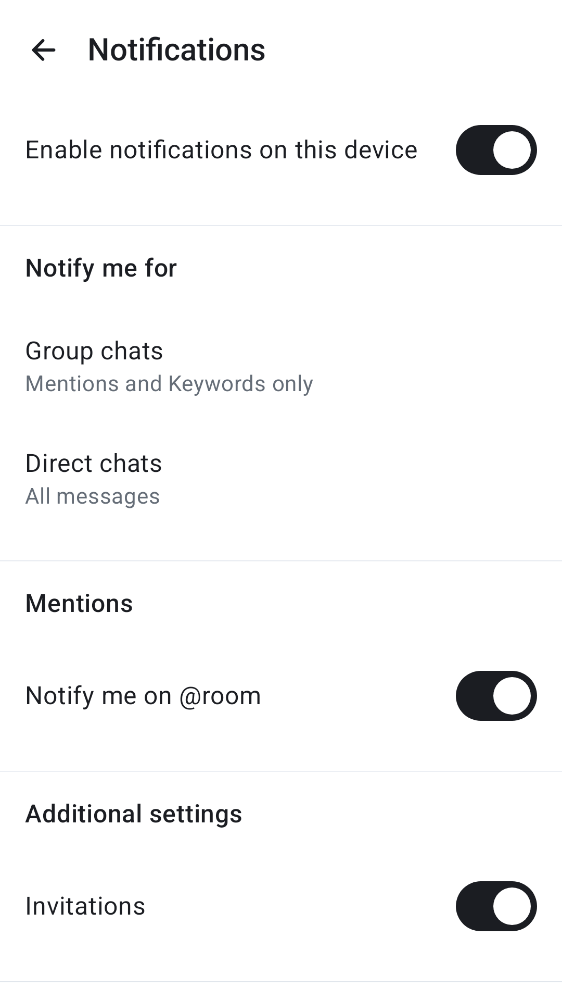 Notifications
Enable notifications on this device
Notify me for
Group chats
Mentions and Keywords only
Direct chats
All messages
Mentions
Notify me on @room
Additional settings
Invitations